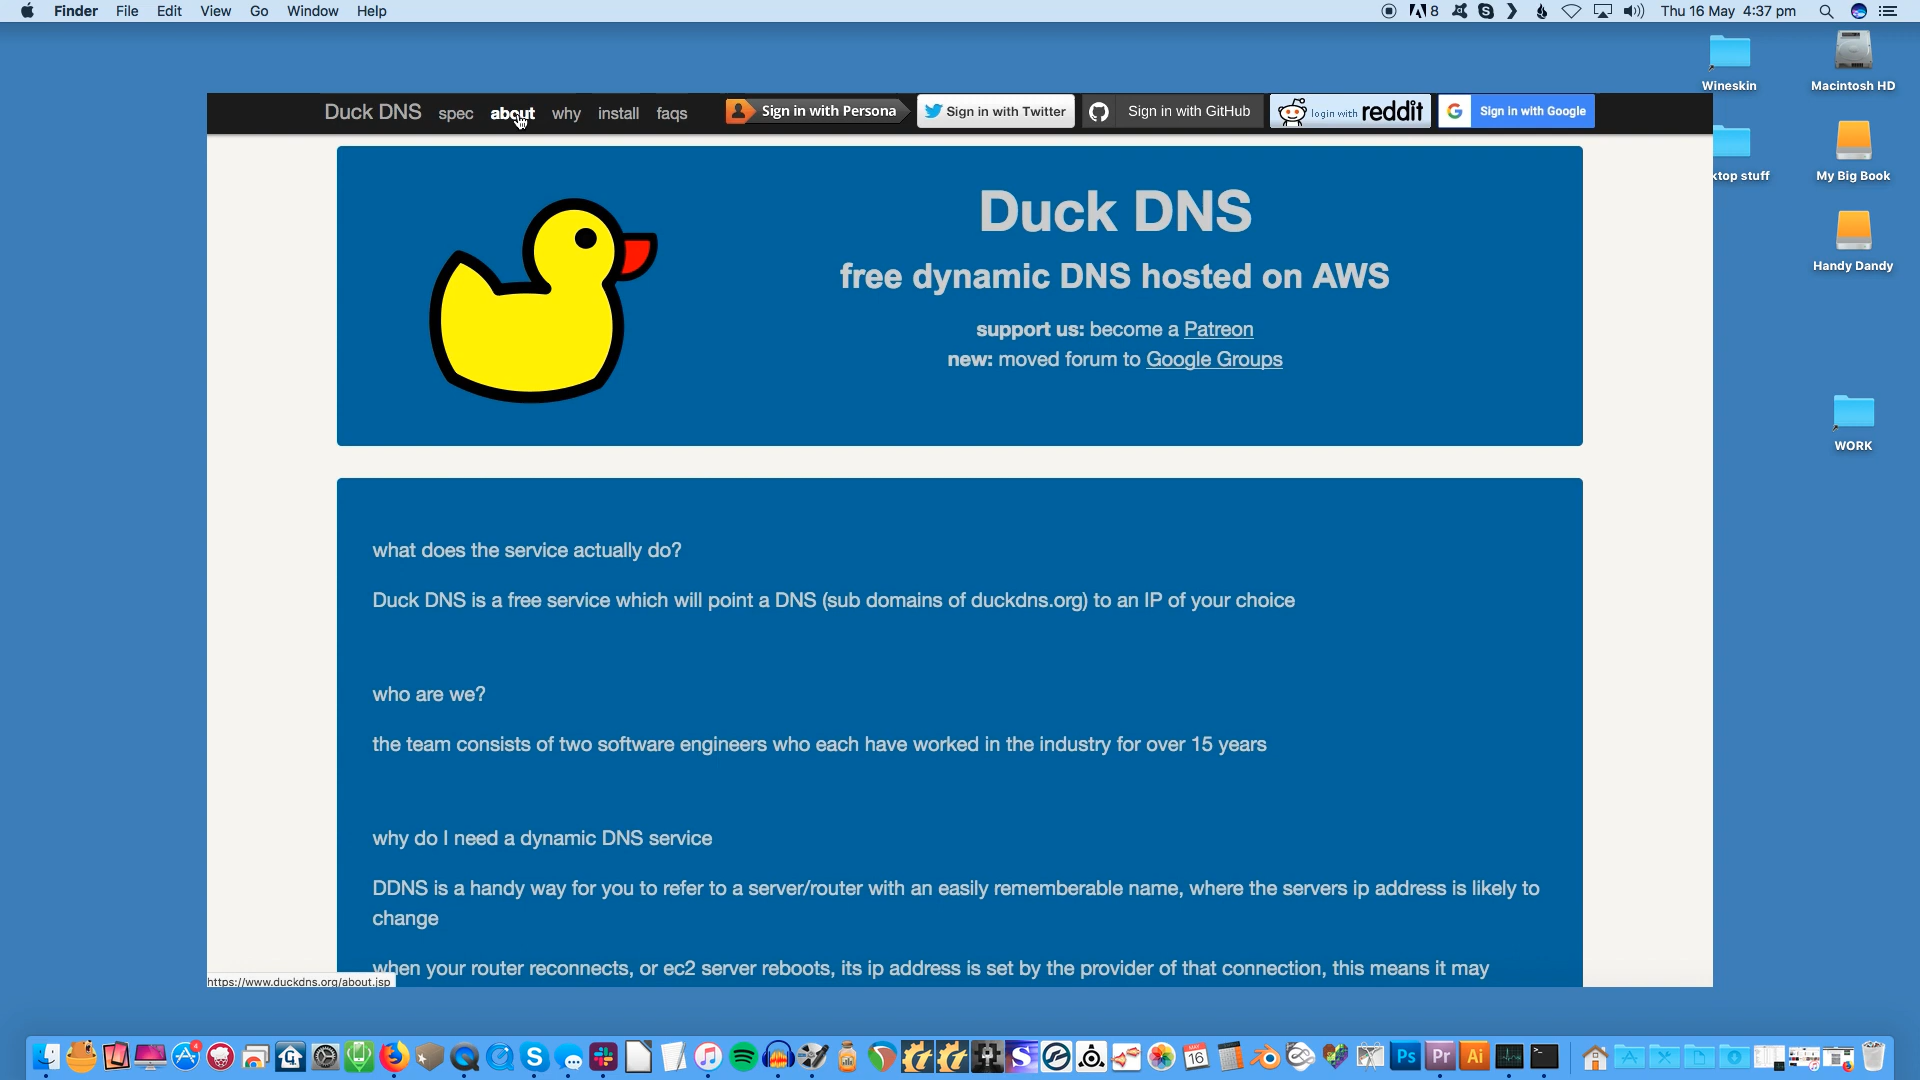 Finder File Edit View Go Window Help
8 Thu 16 May 4:37 pm
Wineskin
Macintosh HD
ktop stuff
My Big Book
Handy Dandy
WORK
Duck DNS spec about why install faqs
Sign in with Persona
Sign in with Twitter
Sign in with GitHub
login with reddit
G Sign in with Google
Duck DNS
free dynamic DNS hosted on AWS
support us: become a Patreon
new: moved forum to Google Groups
what does the service actually do?
Duck DNS is a free service which will point a DNS (sub domains of duckdns.org) to an IP of your choice
who are we?
the team consists of two software engineers who each have worked in the industry for over 15 years
why do I need a dynamic DNS service
DDNS is a handy way for you to refer to a server/router with an easily rememberable name, where the servers ip address is likely to
change
when your router reconnects, or ec2 server reboots, its ip address is set by the provider of that connection, this means it may
https://www.duckdns.org/about.jsp
4
16
Ps Pr Ai